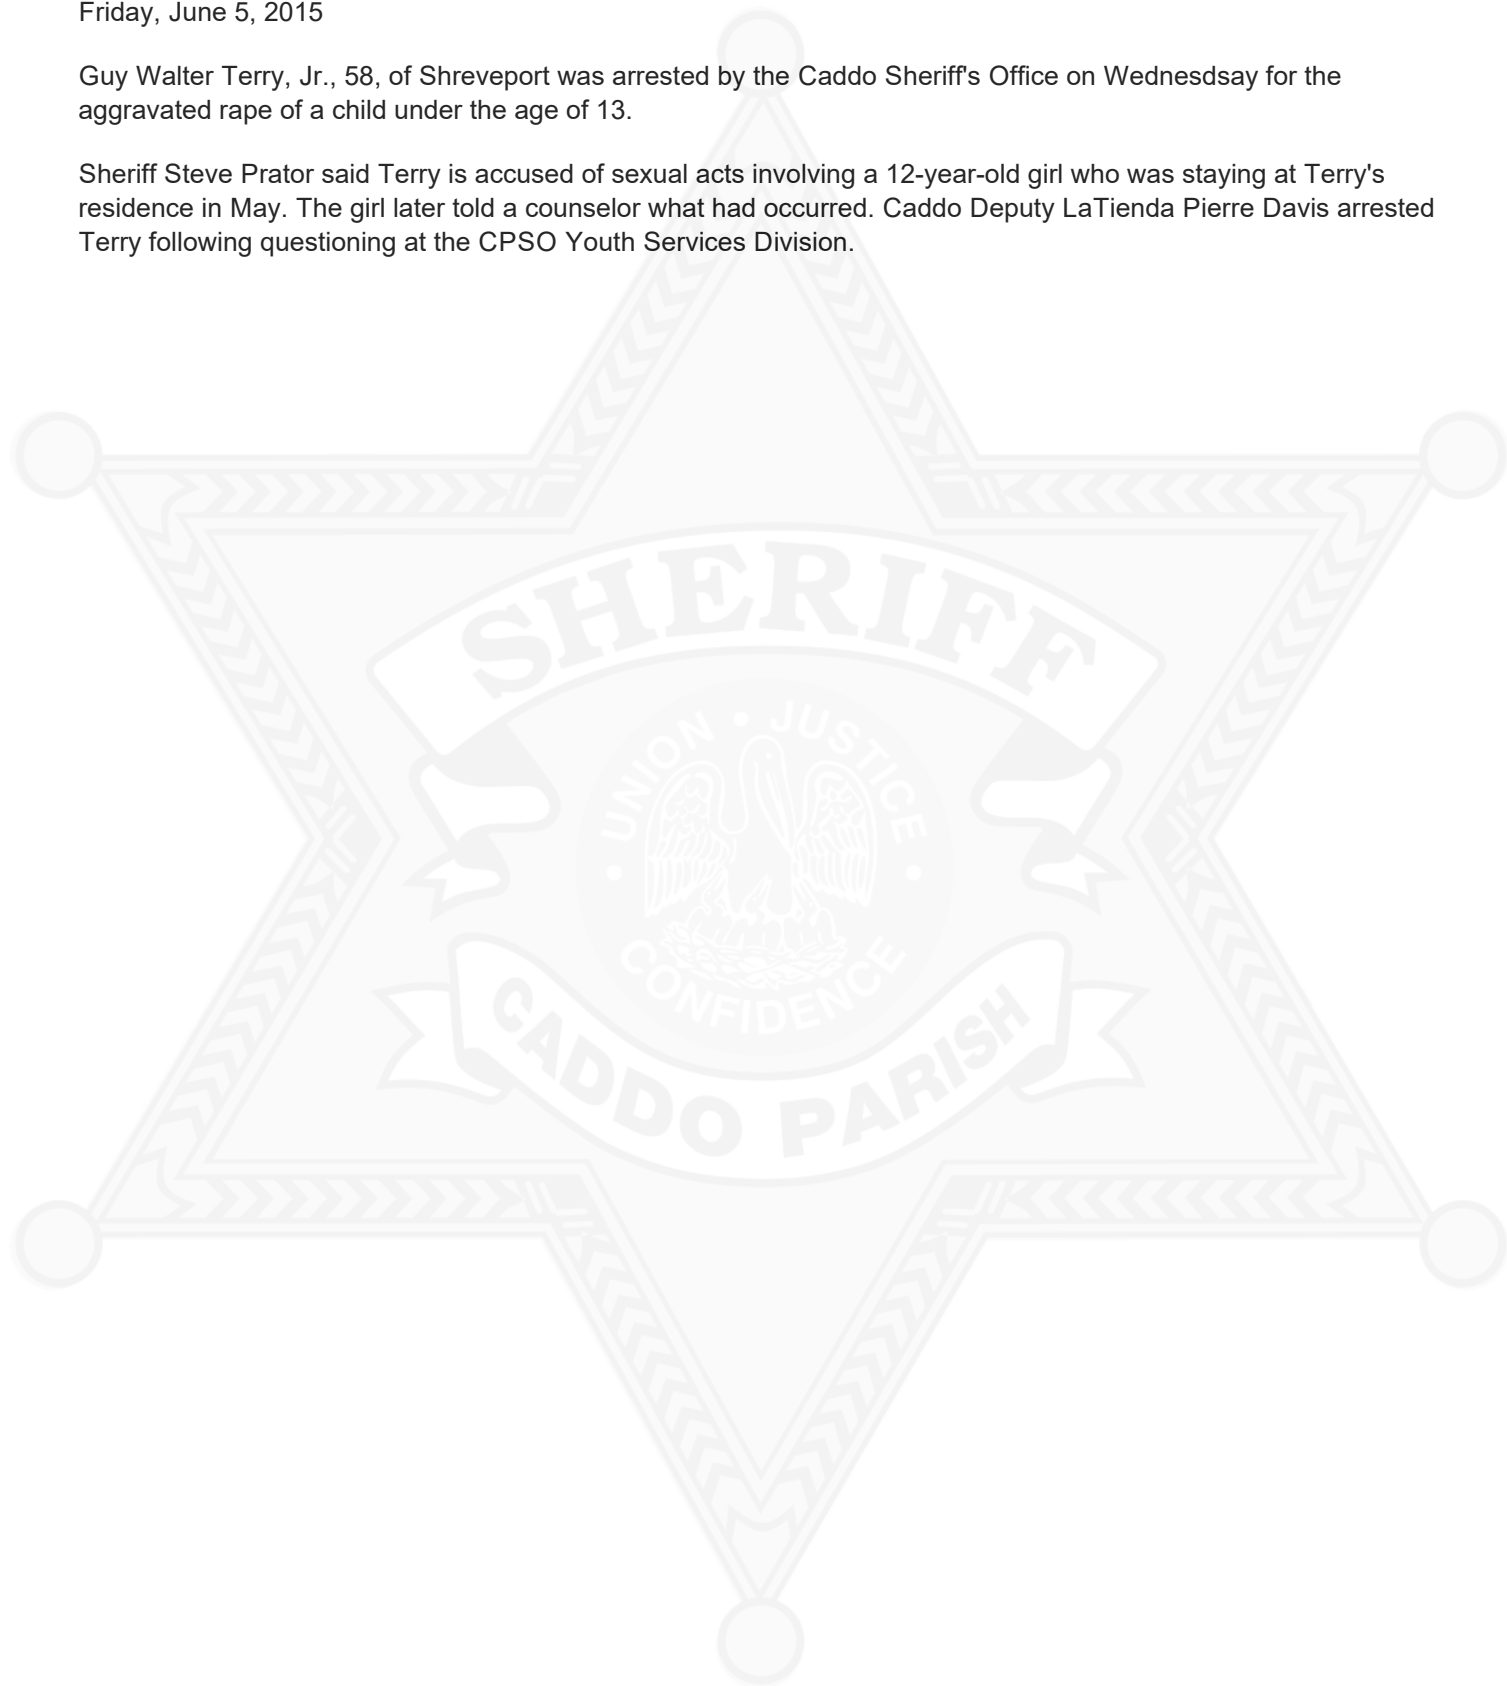 Friday, June 5, 2015
Guy Walter Terry, Jr., 58, of Shreveport was arrested by the Caddo Sheriff's Office on Wednesdsay for the
aggravated rape of a child under the age of 13.
Sheriff Steve Prator said Terry is accused of sexual acts involving a 12-year-old girl who was staying at Terry's
residence in May. The girl later told a counselor what had occurred. Caddo Deputy LaTienda Pierre Davis arrested
Terry following questioning at the CPSO Youth Services Division.
SHERIFF
UNION • JUSTICE
• CONFIDENCE •
CADDO PARISH